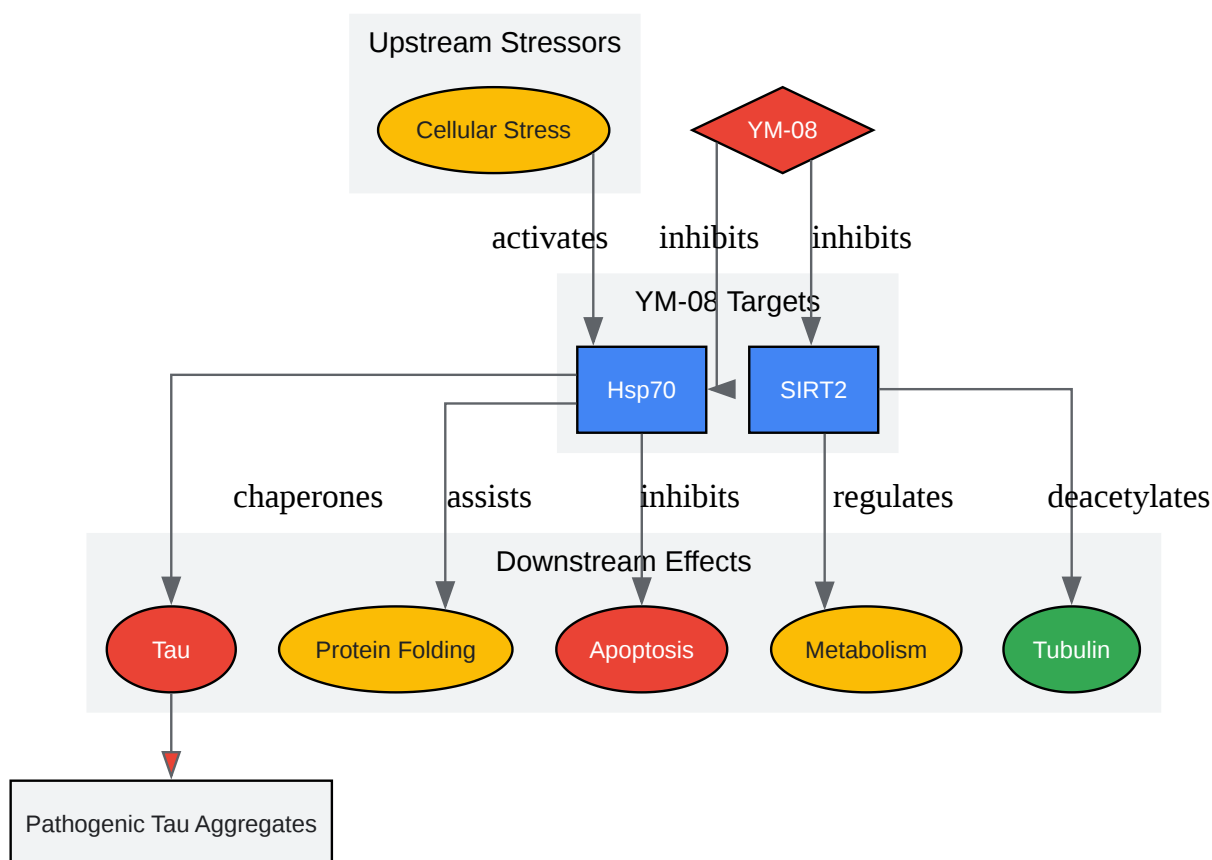 Upstream Stressors
Cellular Stress
YM-08
activates
inhibits
inhibits
YM-08 Targets
Hsp70
SIRT2
chaperones
assists
inhibits
regulates
deacetylates
Downstream Effects
Tau
Protein Folding
Apoptosis
Metabolism
Tubulin
Pathogenic Tau Aggregates